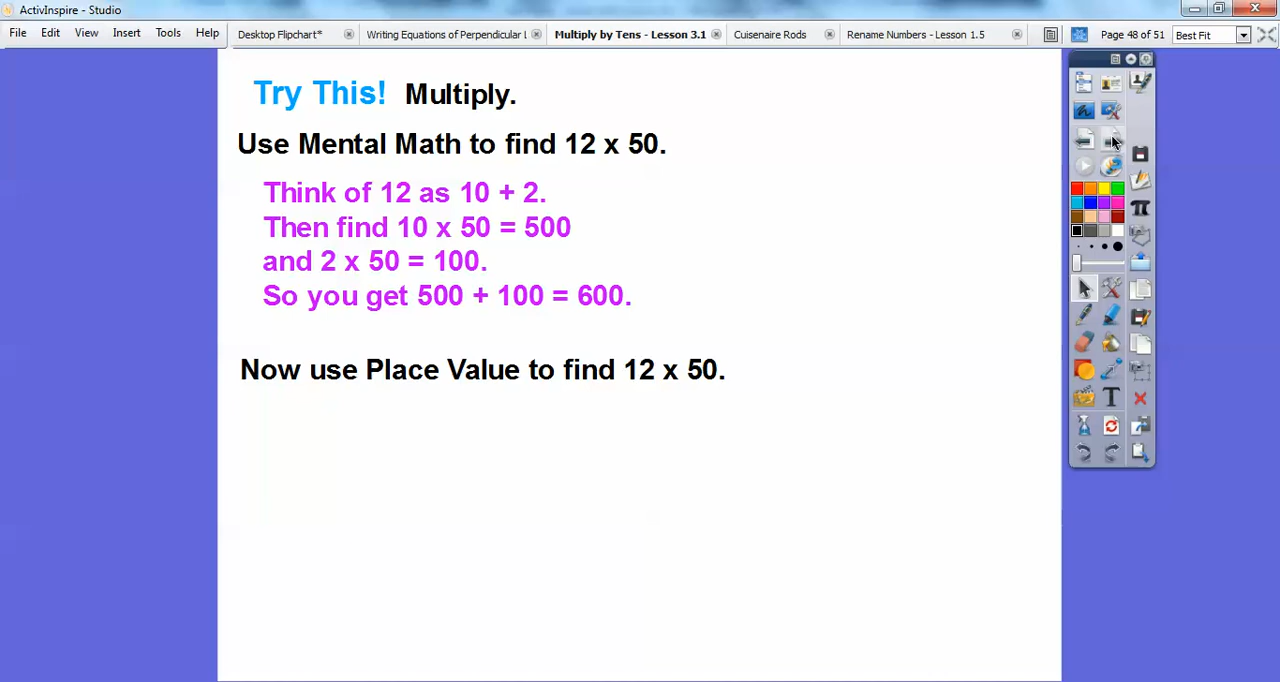 ActivInspire - Studio
File Edit View Insert Tools Help
Desktop Flipchart* Writing Equations of Perpendicular L Multiply by Tens - Lesson 3.1 Cuisenaire Rods Rename Numbers - Lesson 1.5 Page 48 of 51 Best Fit
Try This! Multiply.
Use Mental Math to find 12 x 50.
Think of 12 as 10 + 2.
Then find 10 x 50 = 500
and 2 x 50 = 100.
So you get 500 + 100 = 600.
Now use Place Value to find 12 x 50.